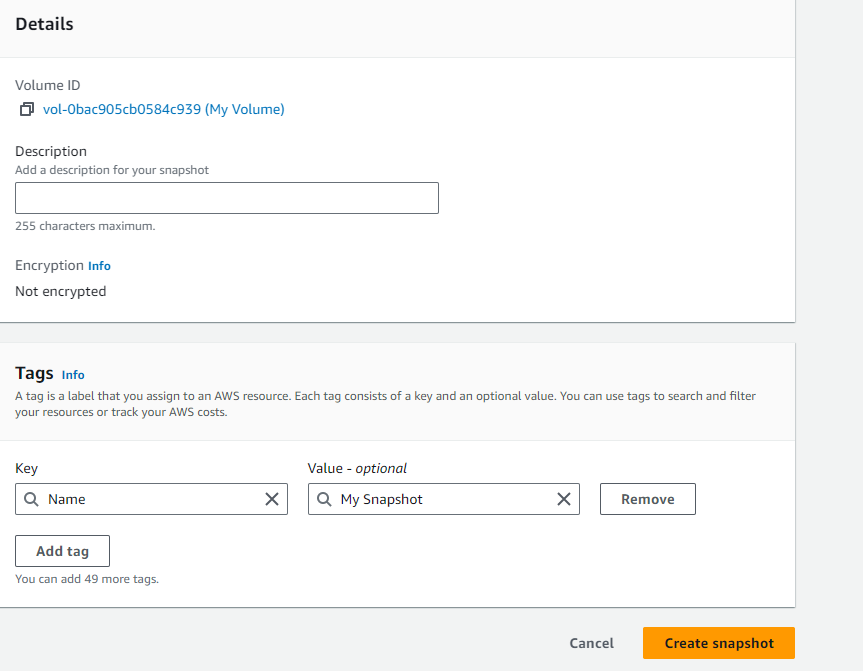 Details
Volume ID
vol-0bac905cb0584c939 (My Volume)
Description
Add a description for your snapshot
255 characters maximum.
Encryption Info
Not encrypted
Tags Info
A tag is a label that you assign to an AWS resource. Each tag consists of a key and an optional value. You can use tags to search and filter
your resources or track your AWS costs.
Key Value - optional
Name My Snapshot Remove
Add tag
You can add 49 more tags.
Cancel Create snapshot